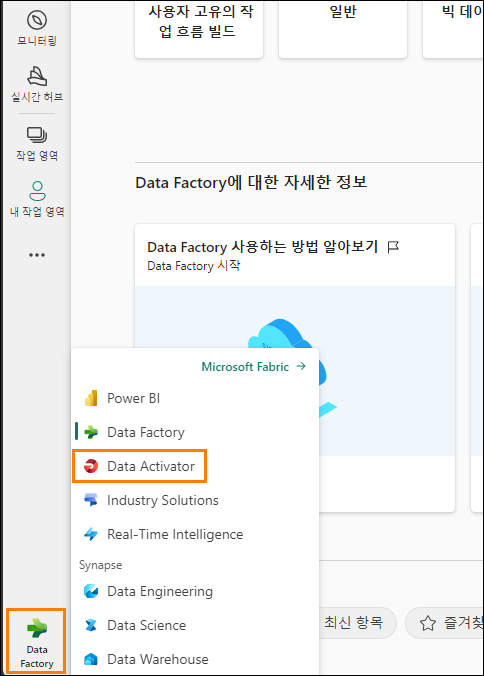 모니터링
실시간 허브
작업 영역
내 작업 영역
사용자 고유의 작
업 흐름 빌드
일반
빅 데이
Data Factory에 대한 자세한 정보
Data Factory 사용하는 방법 알아보기
Data Factory 시작
Microsoft Fabric
Power BI
Data Factory
Data Activator
Industry Solutions
Real-Time Intelligence
Synapse
Data Engineering
Data Science
Data Warehouse
최신 항목
즐겨찾
Data
Factory